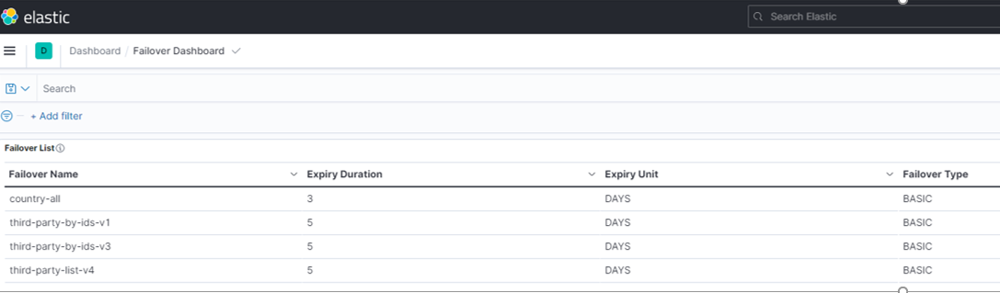 elastic Search Elastic
D Dashboard / Failover Dashboard
Search
+ Add filter
Failover List
Failover Name Expiry Duration Expiry Unit Failover Type
country-all 3 DAYS BASIC
third-party-by-ids-v1 5 DAYS BASIC
third-party-by-ids-v3 5 DAYS BASIC
third-party-list-v4 5 DAYS BASIC